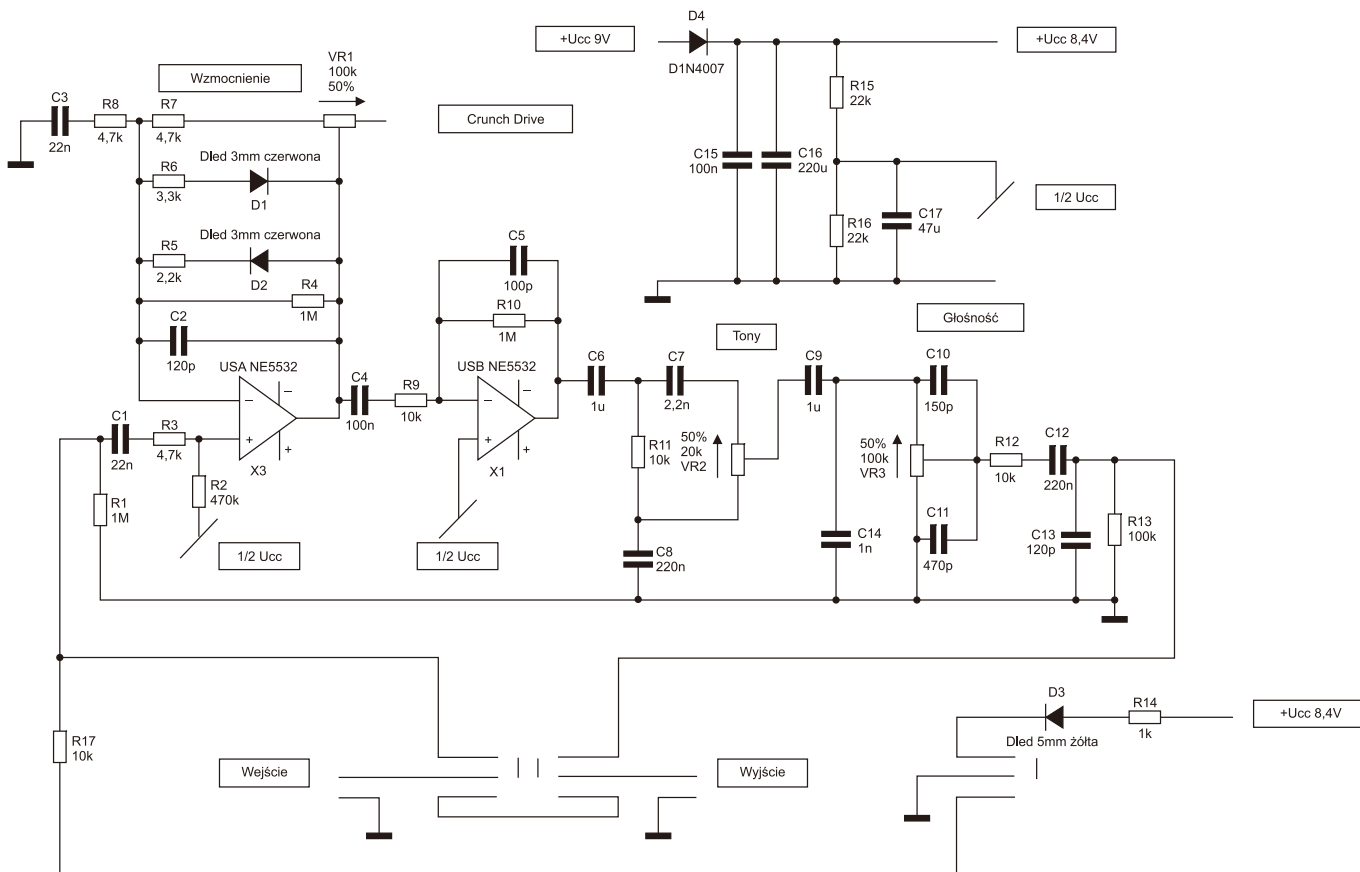 D4
+Ucc 9V
+Ucc 8,4V
D1N4007
Wzmocnienie
VR1
100k
50%
Crunch Drive
C3
22n
R8
4,7k
R7
4,7k
R15
22k
C15
100n
C16
220u
Dled 3mm czerwona
R6
3,3k
D1
Dled 3mm czerwona
R5
2,2k
D2
R4
1M
C2
120p
C5
100p
R10
1M
R16
22k
C17
47u
1/2 Ucc
Tony
Głośność
USA NE5532
−
−
+
+
X3
C4
100n
R9
10k
USB NE5532
−
−
+
+
X1
C6
1u
C7
2,2n
C9
1u
C10
150p
C1
22n
R3
4,7k
R11
10k
50%
20k
VR2
50%
100k
VR3
R12
10k
C12
220n
R1
1M
R2
470k
1/2 Ucc
1/2 Ucc
C8
220n
C14
1n
C11
470p
C13
120p
R13
100k
R17
10k
Wejście
Wyjście
D3
Dled 5mm żółta
R14
1k
+Ucc 8,4V